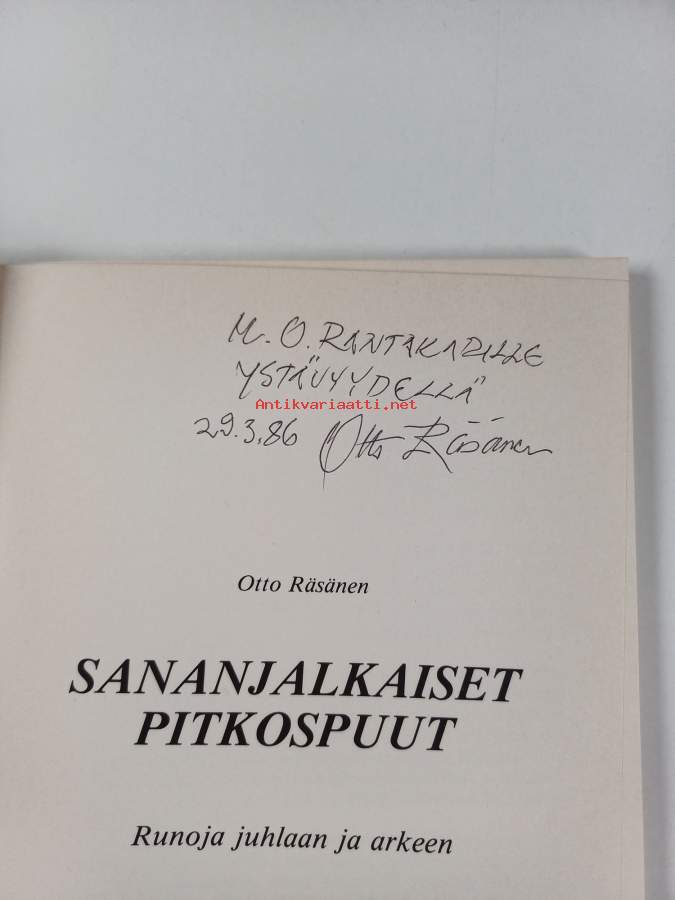 M. O. RANTAKARILLE
YSTÄVYYDELLÄ
Antikvariaatti.net
29.3.86 Otto Räsänen
Otto Räsänen
SANANJALKAISET
PITKOSPUUT
Runoja juhlaan ja arkeen